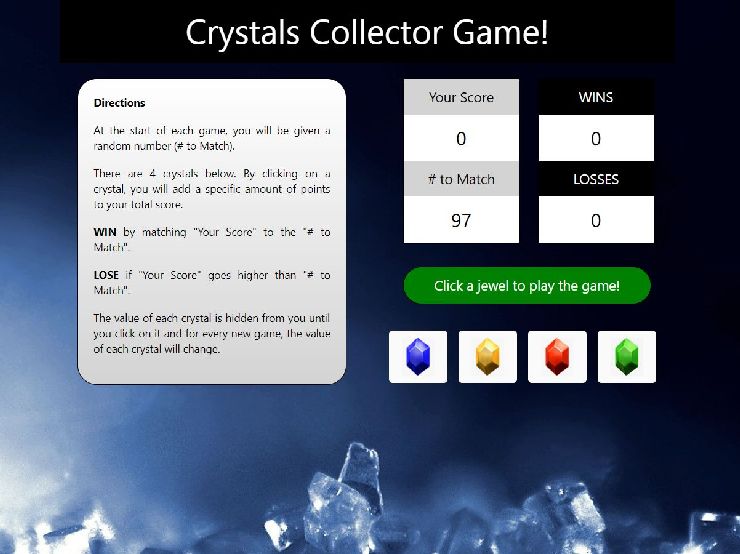 Crystals Collector Game!
Directions
At the start of each game, you will be given a
random number (# to Match).
There are 4 crystals below. By clicking on a
crystal, you will add a specific amount of points
to your total score.
WIN by matching "Your Score" to the "# to
Match".
LOSE if "Your Score" goes higher than "# to
Match".
The value of each crystal is hidden from you until
you click on it and for every new game, the value
of each crystal will change.
Your Score
0
# to Match
97
WINS
0
LOSSES
0
Click a jewel to play the game!